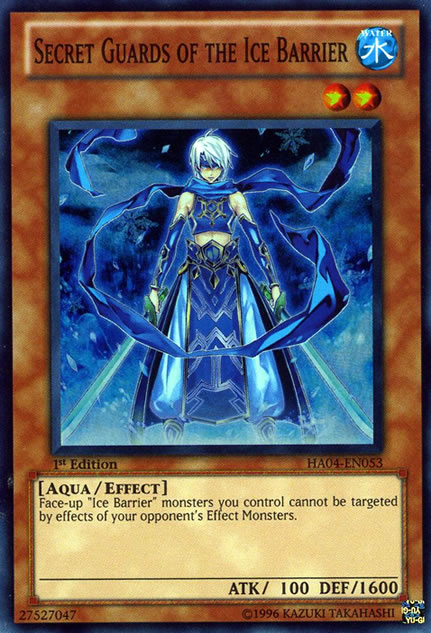 Secret Guards of the Ice Barrier
WATER
水
1st Edition
HA04-EN053
[Aqua/Effect]
Face-up "Ice Barrier" monsters you control cannot be targeted
by effects of your opponent's Effect Monsters.
ATK/ 100 DEF/1600
27527047
©1996 KAZUKI TAKAHASHI